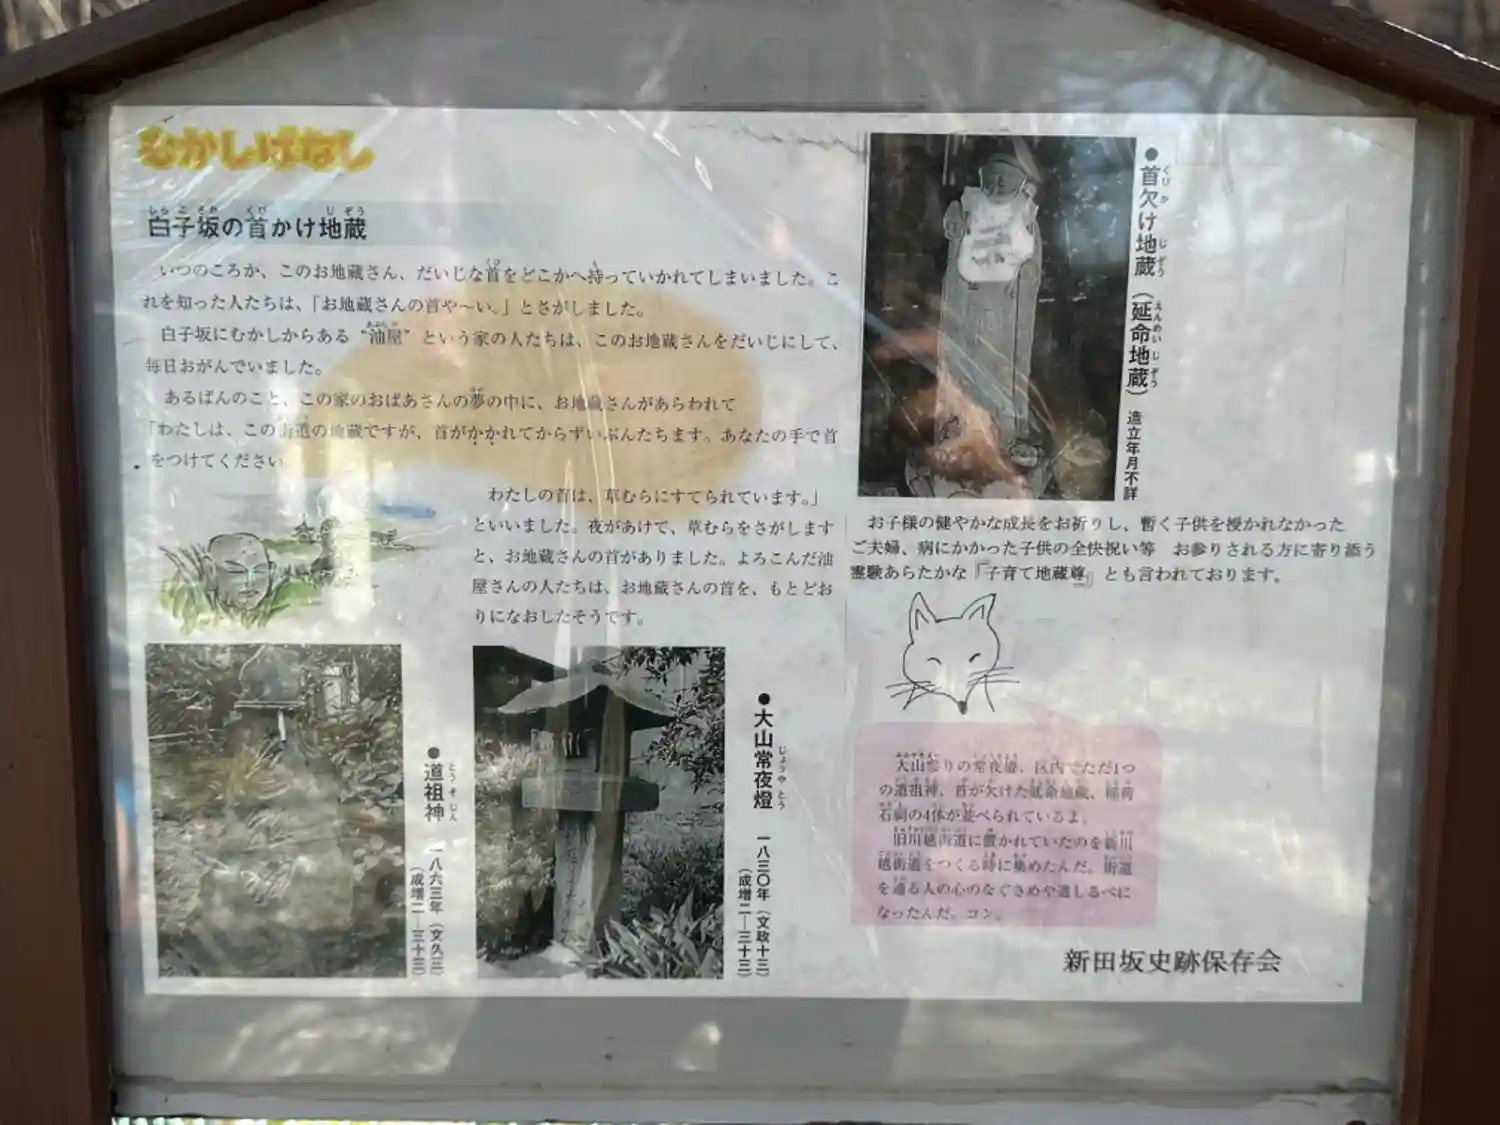 むかしばなし
白子坂の首かけ地蔵
いつのころか、このお地蔵さん、だいじな首をどこかへ持っていかれてしまいました。こ
れを知った人たちは、「お地蔵さんの首や〜い。」とさがしました。
白子坂にむかしからある“油屋”という家の人たちは、このお地蔵さんをだいじにして、
毎日おがんでいました。
あるばんのこと、この家のおばあさんの夢の中に、お地蔵さんがあらわれて
「わたしは、この街道の地蔵ですが、首がかかれてからずいぶんたちます。あなたの手で首
をつけてください
わたしの首は、草むらにすてられています。」
といいました。夜があけて、草むらをさがします
と、お地蔵さんの首がありました。よろこんだ油
屋さんの人たちは、お地蔵さんの首を、もとどお
りになおしたそうです。
●道祖神 一八六三年（文久三）
（成増二―三十三）
●大山常夜燈 一八三〇年（文政十三）
（成増二―三十三）
●首欠け地蔵（延命地蔵）造立年月不詳
お子様の健やかな成長をお祈りし、暫く子供を授かれなかった
ご夫婦、病にかかった子供の全快祝い等 お参りされる方に寄り添う
霊験あらたかな『子育て地蔵尊』とも言われております。
大山参りの常夜燈、区内でただ1つ
の道祖神、首が欠けた延命地蔵、稲荷
石祠の4体が並べられているよ。
旧川越街道に置かれていたのを新川
越街道をつくる時に集めたんだ。街道
を通る人の心のなぐさめや道しるべに
なったんだ。コン。
新田坂史跡保存会